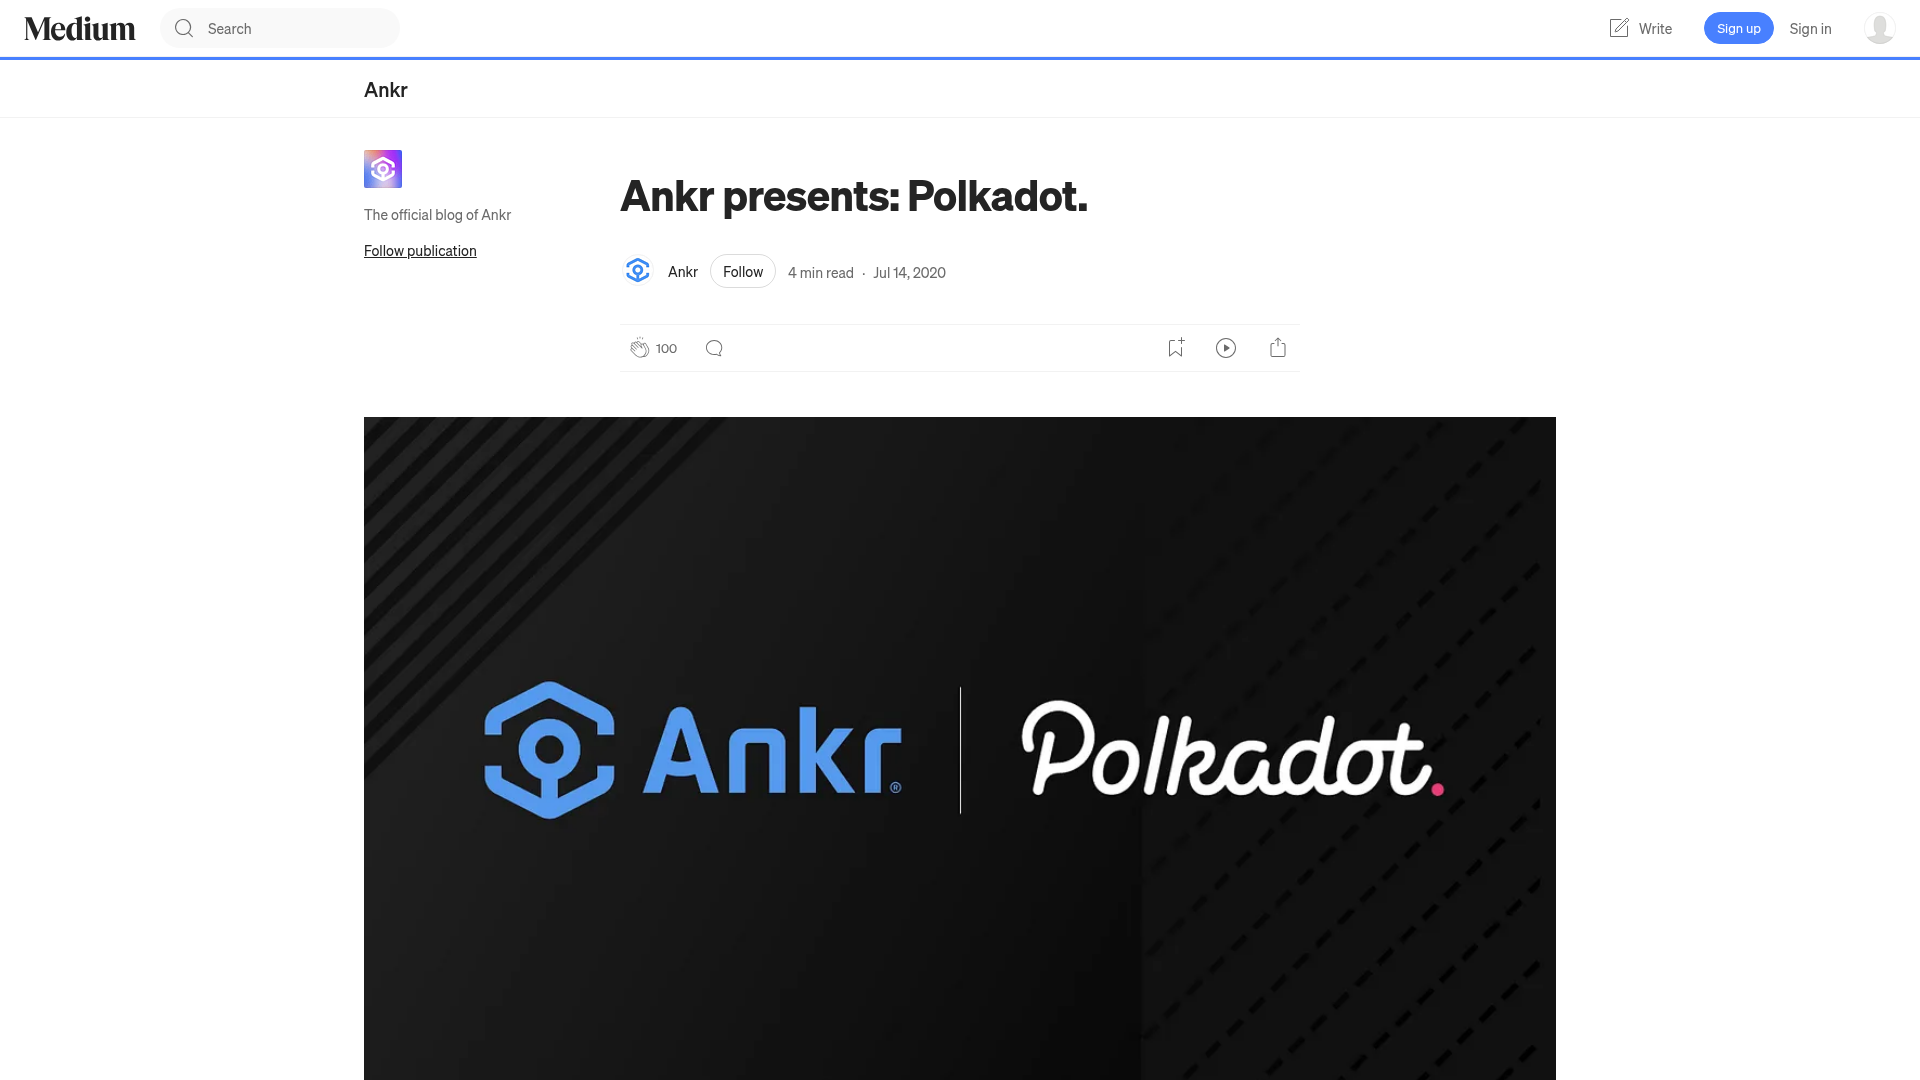 Medium
Search
Write
Sign up
Sign in
Ankr
The official blog of Ankr
Follow publication
Ankr presents: Polkadot.
Ankr
Follow
4 min read · Jul 14, 2020
100
Ankr®
Polkadot.